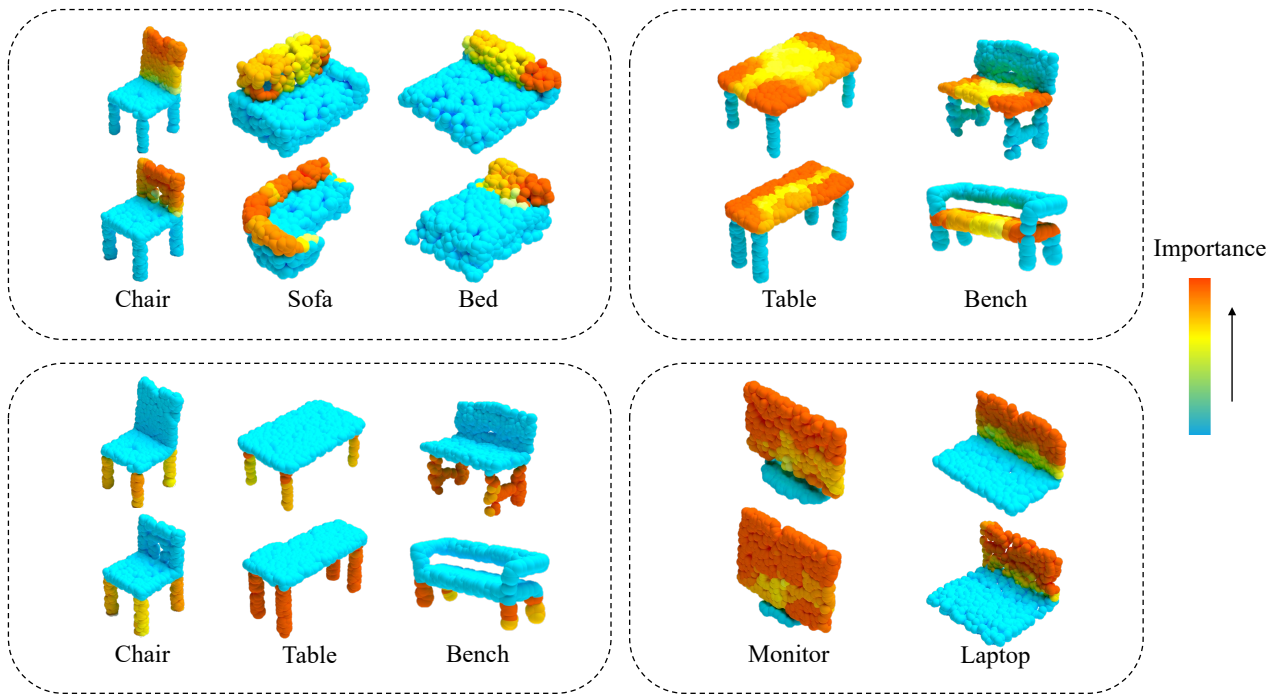 Chair
Sofa
Bed
Table
Bench
Importance
Chair
Table
Bench
Monitor
Laptop